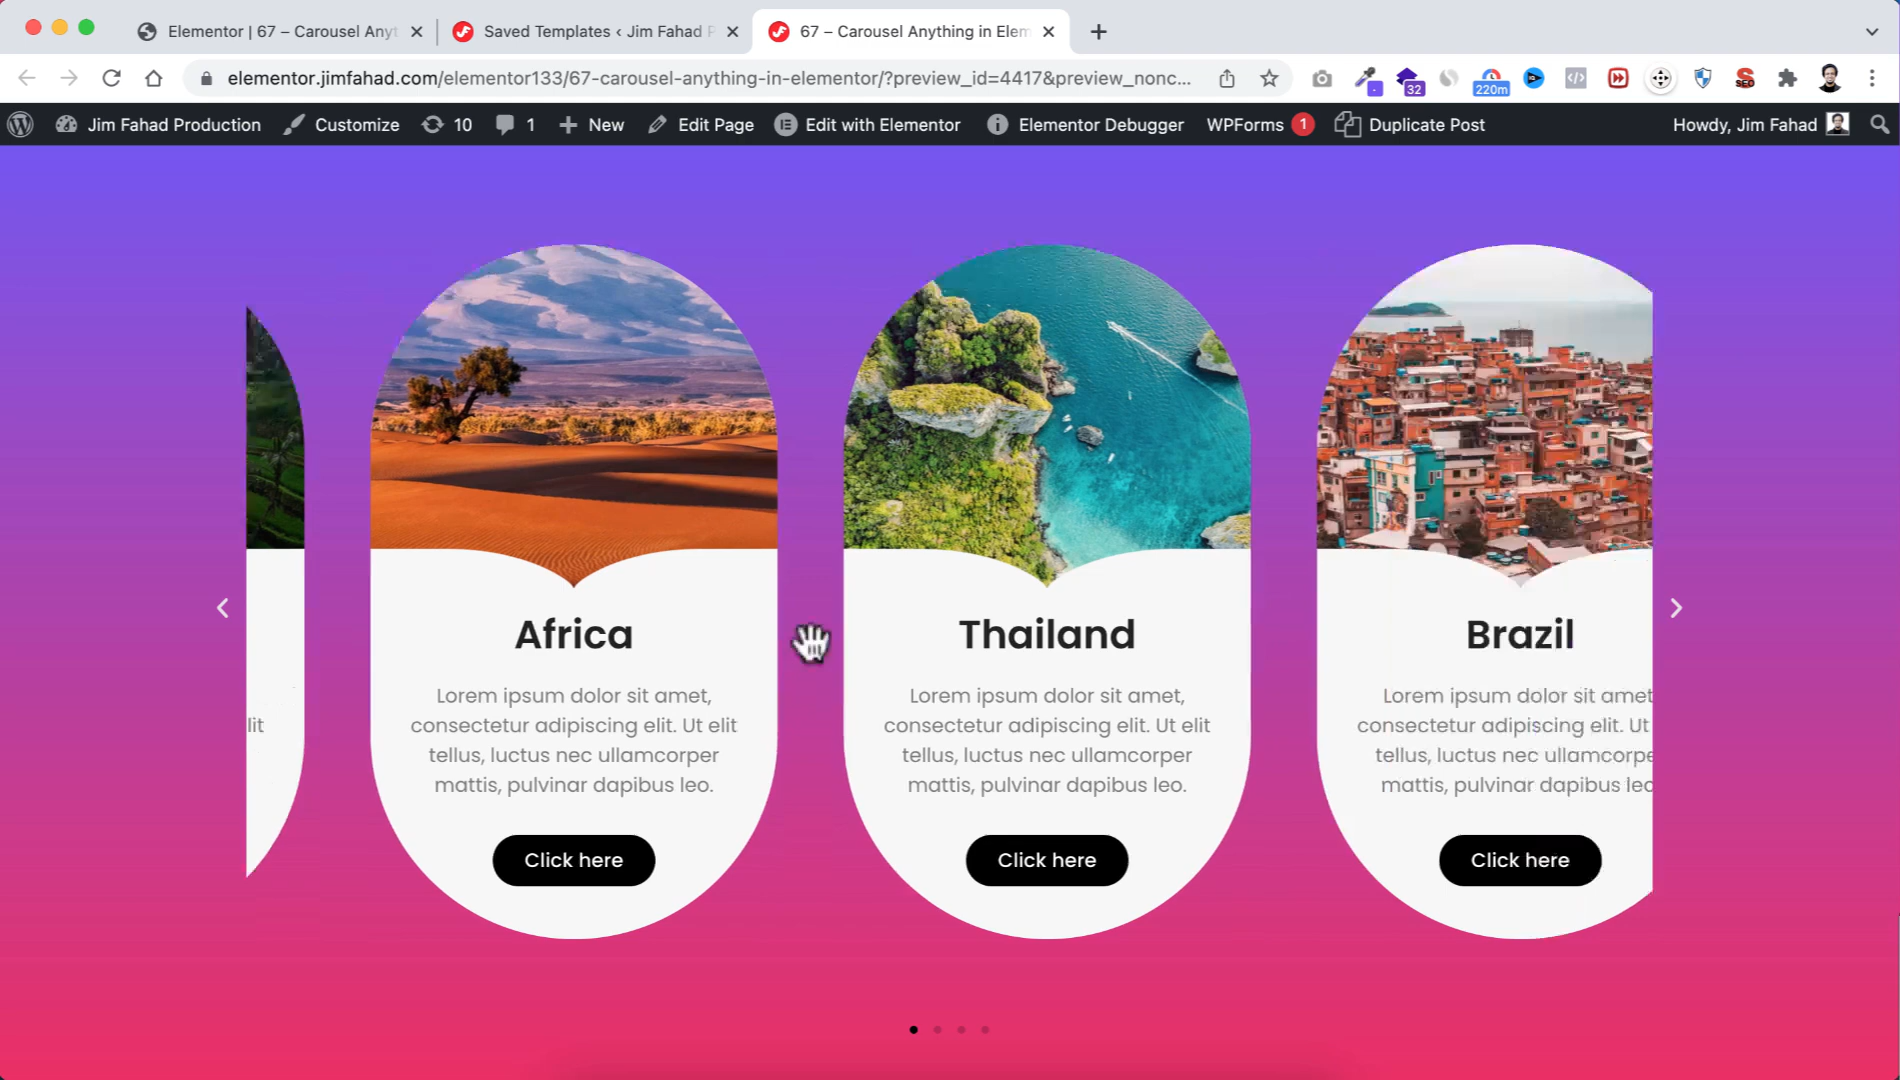 Elementor | 67 – Carousel Anyt
Saved Templates ‹ Jim Fahad P
67 – Carousel Anything in Elem
elementor.jimfahad.com/elementor133/67-carousel-anything-in-elementor/?preview_id=4417&preview_nonc...
32
220m
SEO
Jim Fahad Production
Customize
10
1
New
Edit Page
Edit with Elementor
Elementor Debugger
WPForms 1
Duplicate Post
Howdy, Jim Fahad
lit
Africa
Lorem ipsum dolor sit amet,
consectetur adipiscing elit. Ut elit
tellus, luctus nec ullamcorper
mattis, pulvinar dapibus leo.
Click here
Thailand
Lorem ipsum dolor sit amet,
consectetur adipiscing elit. Ut elit
tellus, luctus nec ullamcorper
mattis, pulvinar dapibus leo.
Click here
Brazil
Lorem ipsum dolor sit amet
consectetur adipiscing elit. Ut
tellus, luctus nec ullamcorpe
mattis, pulvinar dapibus leo
Click here